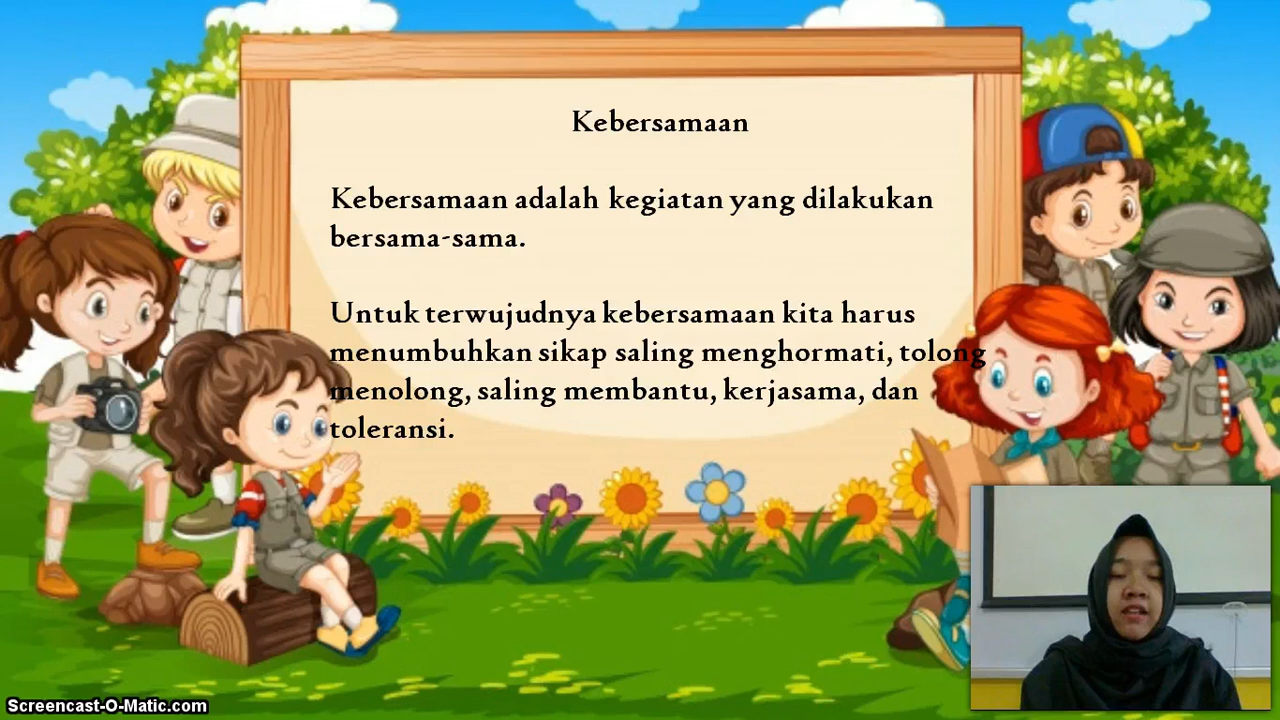 Kebersamaan
Kebersamaan adalah kegiatan yang dilakukan
bersama-sama.
Untuk terwujudnya kebersamaan kita harus
menumbuhkan sikap saling menghormati, tolong
menolong, saling membantu, kerjasama, dan
toleransi.
Screencast-O-Matic.com